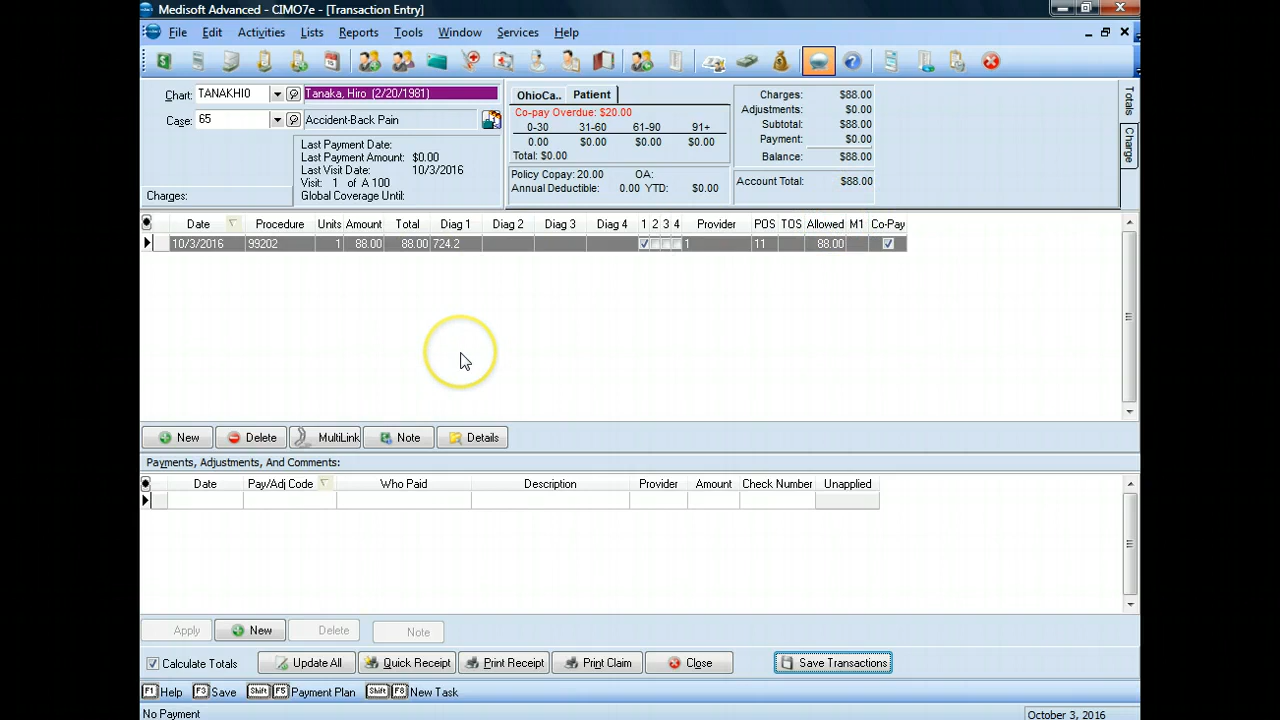 Medisoft Advanced - CIMO7e - [Transaction Entry]
File Edit Activities Lists Reports Tools Window Services Help
Chart: TANAKHI0 Tanaka, Hiro (2/20/1981)
Case: 65 Accident-Back Pain
Last Payment Date:
Last Payment Amount: $0.00
Last Visit Date: 10/3/2016
Visit: 1 of A 100
Global Coverage Until:
Charges:
OhioCa.. Patient
Co-pay Overdue: $20.00
0-30 31-60 61-90 91+
0.00 $0.00 $0.00 $0.00
Total: $0.00
Policy Copay: 20.00 OA:
Annual Deductible: 0.00 YTD: $0.00
Charges: $88.00
Adjustments: $0.00
Subtotal: $88.00
Payment: $0.00
Balance: $88.00
Account Total: $88.00
Totals
Charge
Date Procedure Units Amount Total Diag 1 Diag 2 Diag 3 Diag 4 1 2 3 4 Provider POS TOS Allowed M1 Co-Pay
10/3/2016 99202 1 88.00 88.00 724.2 1 11 88.00
New Delete MultiLink Note Details
Payments, Adjustments, And Comments:
Date Pay/Adj Code Who Paid Description Provider Amount Check Number Unapplied
Apply New Delete Note
Calculate Totals Update All Quick Receipt Print Receipt Print Claim Close Save Transactions
F1 Help F3 Save Shift F5 Payment Plan Shift F8 New Task
No Payment October 3, 2016